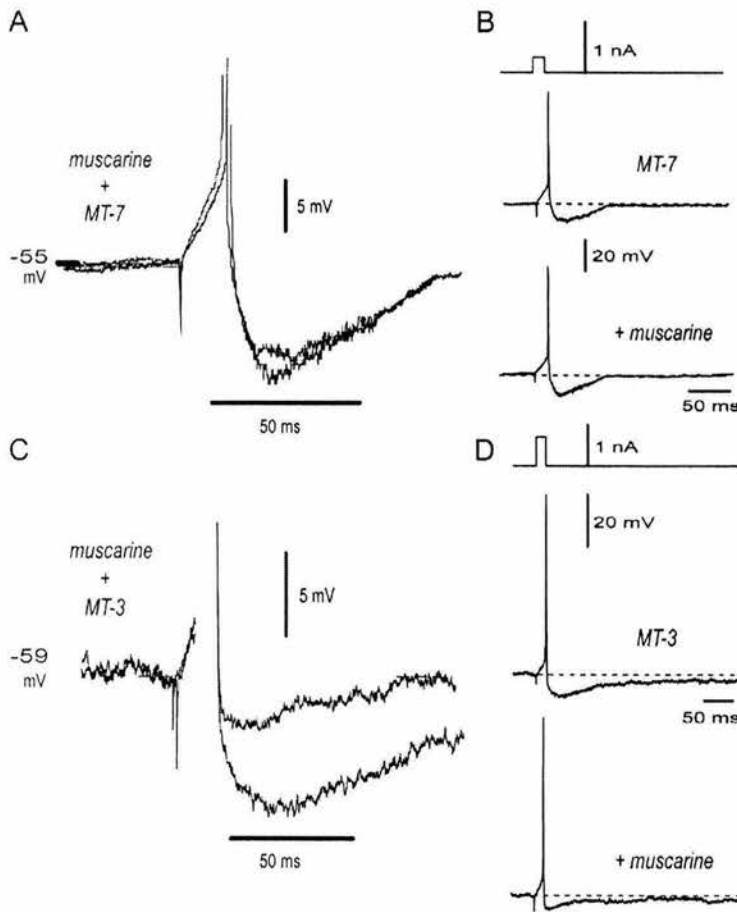 A
muscarine
+
MT-7
-55
mV
5 mV
50 ms
B
1 nA
MT-7
20 mV
+ muscarine
50 ms
C
muscarine
+
MT-3
-59
mV
5 mV
50 ms
D
1 nA
20 mV
MT-3
50 ms
+ muscarine